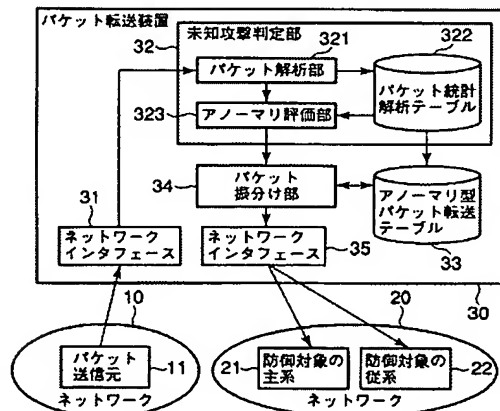 パケット転送装置
32
未知攻撃判定部
321
322
パケット解析部
パケット統計
解析テーブル
323
アノーマリ評価部
34
パケット
振分け部
アノーマリ型
パケット転送
テーブル
33
31
ネットワーク
インタフェース
ネットワーク
インタフェース
35
30
10
20
パケット
送信元
11
ネットワーク
21
防御対象の
主系
防御対象の
従系
22
ネットワーク